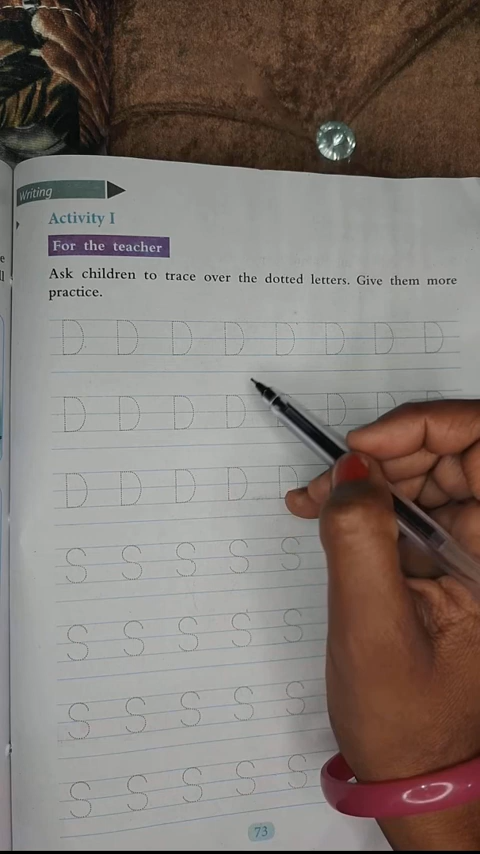 Writing
Activity I
For the teacher
Ask children to trace over the dotted letters. Give them more
practice.
D D D D D D D D
D D D D D D D
D D D D D
S S S S S
S S S S S
S S S S S
S S S S S
73